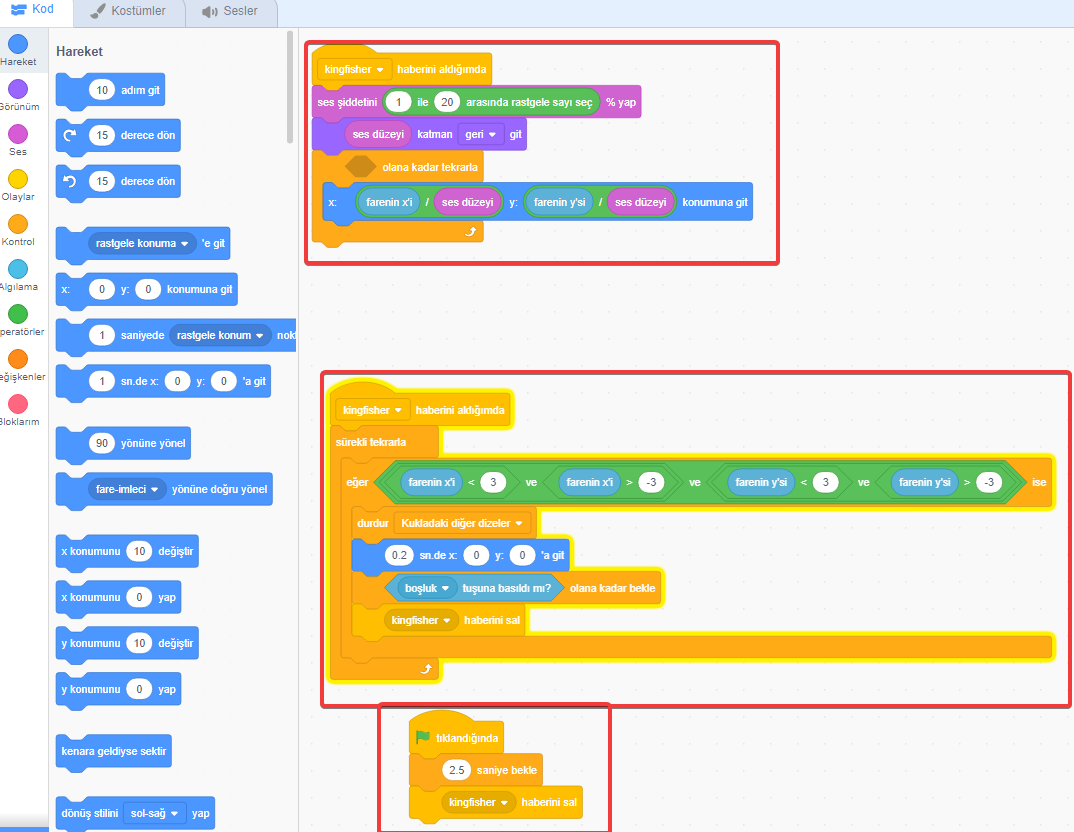 Kod
Kostümler
Sesler
Hareket
Görünüm
Ses
Olaylar
Kontrol
Algılama
peratörler
eğişkenler
Bloklarım
Hareket
10 adım git
15 derece dön
15 derece dön
rastgele konuma 'e git
x: 0 y: 0 konumuna git
1 saniyede rastgele konum nokt
1 sn.de x: 0 y: 0 'a git
90 yönüne yönel
fare-imleci yönüne doğru yönel
x konumunu 10 değiştir
x konumunu 0 yap
y konumunu 10 değiştir
y konumunu 0 yap
kenara geldiyse sektir
dönüş stilini sol-sağ yap
kingfisher haberini aldığımda
ses şiddetini 1 ile 20 arasında rastgele sayı seç % yap
ses düzeyi katman geri git
olana kadar tekrarla
x: farenin x'i / ses düzeyi y: farenin y'si / ses düzeyi konumuna git
kingfisher haberini aldığımda
sürekli tekrarla
eğer farenin x'i < 3 ve farenin x'i > -3 ve farenin y'si < 3 ve farenin y'si > -3 ise
durdur Kukladaki diğer dizeler
0.2 sn.de x: 0 y: 0 'a git
boşluk tuşuna basıldı mı? olana kadar bekle
kingfisher haberini sal
tıklandığında
2.5 saniye bekle
kingfisher haberini sal